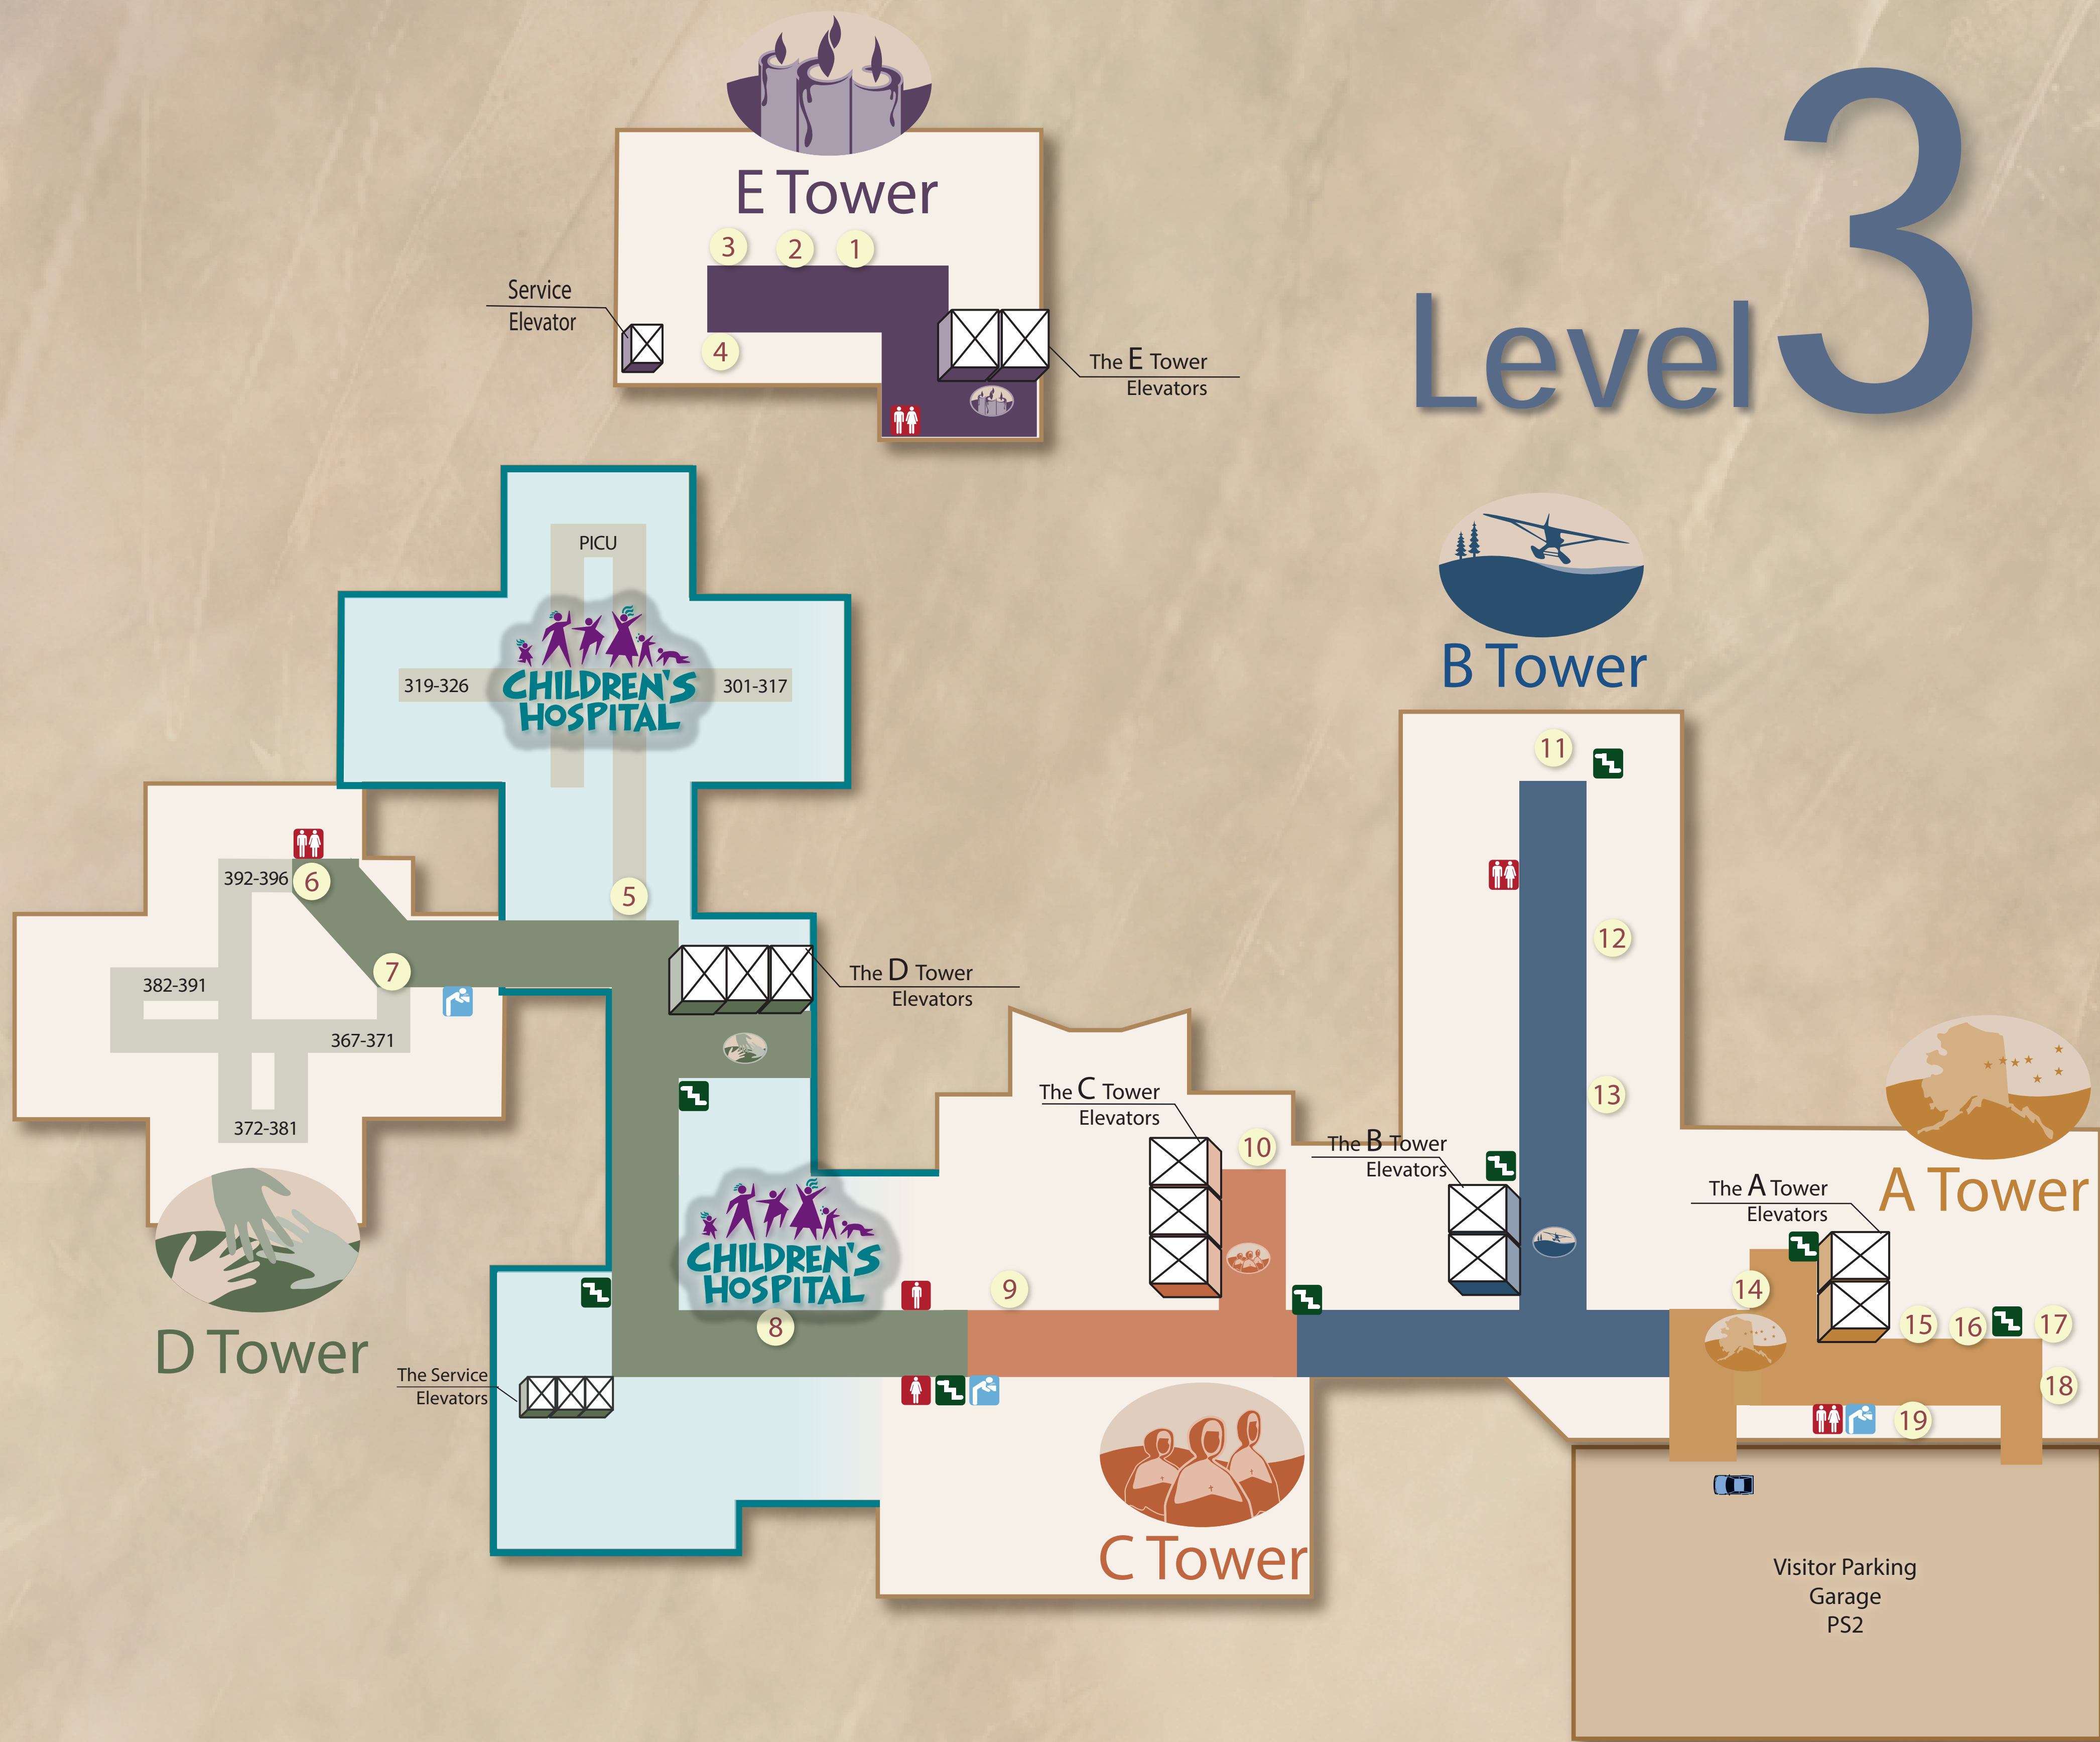 Level 3
E Tower
3
2
1
Service
Elevator
4
The E Tower
Elevators
PICU
319-326
CHILDREN'S
HOSPITAL
301-317
B Tower
11
392-396
6
5
12
7
382-391
The D Tower
Elevators
367-371
372-381
The C Tower
Elevators
10
13
The B Tower
Elevators
A Tower
The A Tower
Elevators
CHILDREN'S
HOSPITAL
9
14
8
15
16
17
D Tower
The Service
Elevators
18
19
C Tower
Visitor Parking
Garage
PS2